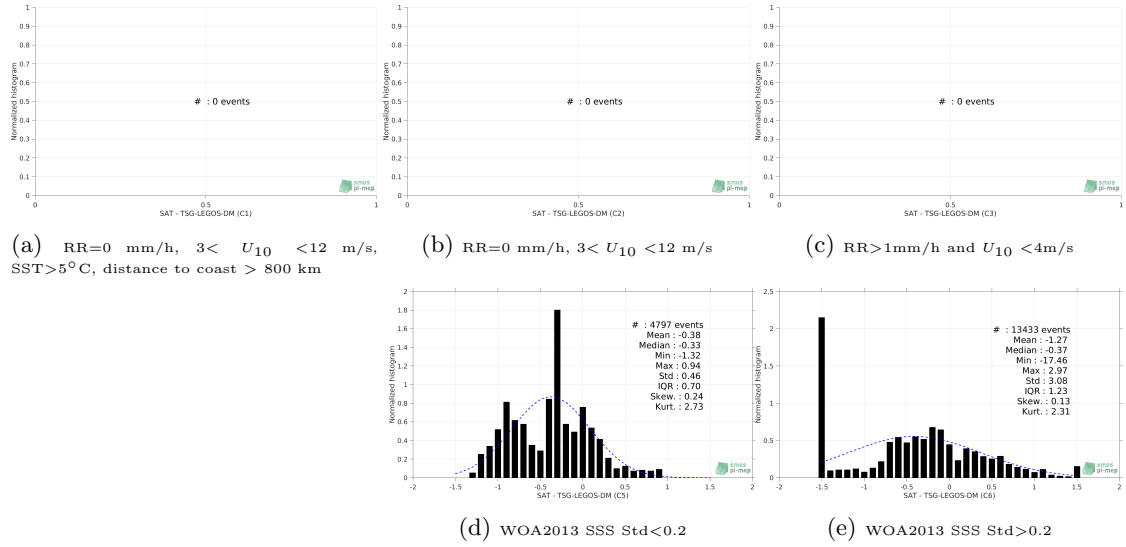 1
0.9
0.8
0.7
0.6
0.5
0.4
0.3
0.2
0.1
0
Normalized histogram
# : 0 events
smos
pi-mep
0 0.5 1
SAT - TSG-LEGOS-DM (C1)
(a) RR=0 mm/h, 3< U10 <12 m/s,
SST>5°C, distance to coast > 800 km
1
0.9
0.8
0.7
0.6
0.5
0.4
0.3
0.2
0.1
0
Normalized histogram
# : 0 events
smos
pi-mep
0 0.5 1
SAT - TSG-LEGOS-DM (C2)
(b) RR=0 mm/h, 3< U10 <12 m/s
1
0.9
0.8
0.7
0.6
0.5
0.4
0.3
0.2
0.1
0
Normalized histogram
# : 0 events
smos
pi-mep
0 0.5 1
SAT - TSG-LEGOS-DM (C3)
(c) RR>1mm/h and U10 <4m/s
2
1.8
1.6
1.4
1.2
1
0.8
0.6
0.4
0.2
0
Normalized histogram
# : 4797 events
Mean : -0.38
Median : -0.33
Min : -1.32
Max : 0.94
Std : 0.46
IQR : 0.70
Skew. : 0.24
Kurt. : 2.73
smos
pi-mep
-2 -1.5 -1 -0.5 0 0.5 1 1.5 2
SAT - TSG-LEGOS-DM (C5)
(d) WOA2013 SSS Std<0.2
2.5
2
1.5
1
0.5
0
Normalized histogram
# : 13433 events
Mean : -1.27
Median : -0.37
Min : -17.46
Max : 2.97
Std : 3.08
IQR : 1.23
Skew. : 0.13
Kurt. : 2.31
smos
pi-mep
-2 -1.5 -1 -0.5 0 0.5 1 1.5 2
SAT - TSG-LEGOS-DM (C6)
(e) WOA2013 SSS Std>0.2